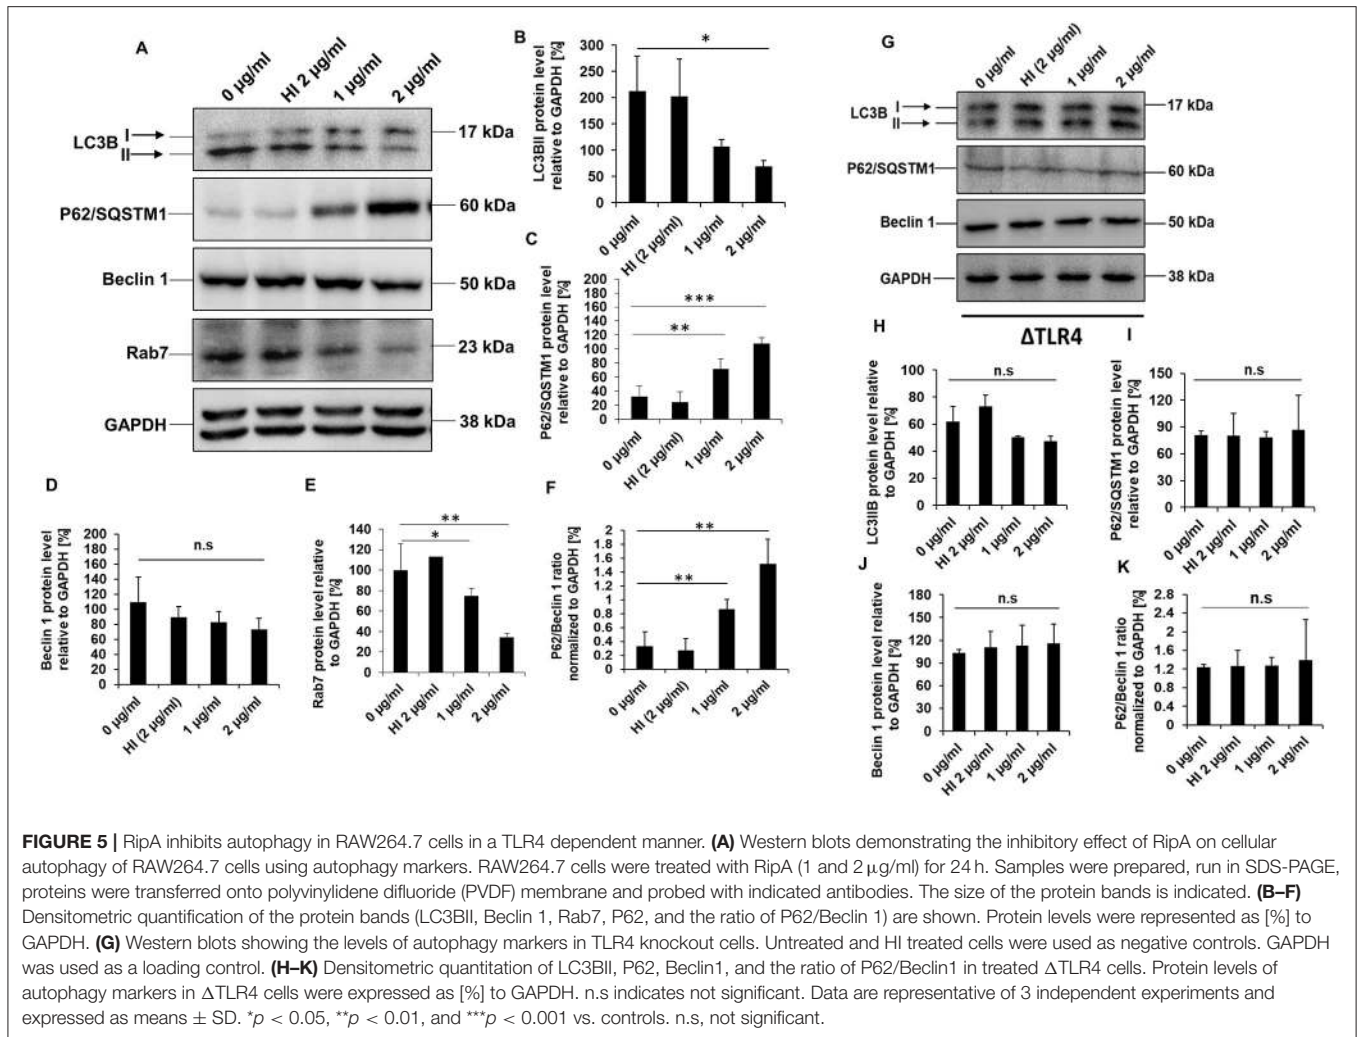 A
0 µg/ml
HI 2 µg/ml
1 µg/ml
2 µg/ml
LC3B
I
II
17 kDa
P62/SQSTM1
60 kDa
Beclin 1
50 kDa
Rab7
23 kDa
GAPDH
38 kDa
B
LC3BII protein level
relative to GAPDH [%]
300
250
200
150
100
50
0
*
0 µg/ml
HI (2 µg/ml)
1 µg/ml
2 µg/ml
C
P62/SQSTM1 protein level
relative to GAPDH [%]
200
180
160
140
120
100
80
60
40
20
0
***
**
0 µg/ml
HI (2 µg/ml)
1 µg/ml
2 µg/ml
D
Beclin 1 protein level
relative to GAPDH [%]
200
180
160
140
120
100
80
60
40
20
0
n.s
0 µg/ml
HI (2 µg/ml)
1 µg/ml
2 µg/ml
E
Rab7 protein level relative
to GAPDH [%]
140
120
100
80
60
40
20
0
**
*
0 µg/ml
HI 2 µg/ml
1 µg/ml
2 µg/ml
F
P62/Beclin 1 ratio
normalized to GAPDH [%]
2
1.8
1.6
1.4
1.2
1
0.8
0.6
0.4
0.2
0
**
**
0 µg/ml
HI (2 µg/ml)
1 µg/ml
2 µg/ml
G
0 µg/ml
HI (2 µg/ml)
1 µg/ml
2 µg/ml
LC3B
I
II
17 kDa
P62/SQSTM1
60 kDa
Beclin 1
50 kDa
GAPDH
38 kDa
ΔTLR4
H
LC3IIB protein level relative
to GAPDH [%]
100
80
60
40
20
0
n.s
0 µg/ml
HI 2 µg/ml
1 µg/ml
2 µg/ml
I
P62/SQSTM1 protein level
relative to GAPDH [%]
150
120
90
60
30
0
n.s
0 µg/ml
HI 2 µg/ml
1 µg/ml
2 µg/ml
J
Beclin 1 protein level relative
to GAPDH [%]
180
150
120
90
60
30
0
n.s
0 µg/ml
HI 2 µg/ml
1 µg/ml
2 µg/ml
K
P62/Beclin 1 ratio
normalized to GAPDH [%]
2.8
2.4
2
1.6
1.2
0.8
0.4
0
n.s
0 µg/ml
HI 2 µg/ml
1 µg/ml
2 µg/ml
FIGURE 5 | RipA inhibits autophagy in RAW264.7 cells in a TLR4 dependent manner. (A) Western blots demonstrating the inhibitory effect of RipA on cellular
autophagy of RAW264.7 cells using autophagy markers. RAW264.7 cells were treated with RipA (1 and 2 µg/ml) for 24 h. Samples were prepared, run in SDS-PAGE,
proteins were transferred onto polyvinylidene difluoride (PVDF) membrane and probed with indicated antibodies. The size of the protein bands is indicated. (B–F)
Densitometric quantification of the protein bands (LC3BII, Beclin 1, Rab7, P62, and the ratio of P62/Beclin 1) are shown. Protein levels were represented as [%] to
GAPDH. (G) Western blots showing the levels of autophagy markers in TLR4 knockout cells. Untreated and HI treated cells were used as negative controls. GAPDH
was used as a loading control. (H–K) Densitometric quantitation of LC3BII, P62, Beclin1, and the ratio of P62/Beclin1 in treated ΔTLR4 cells. Protein levels of
autophagy markers in ΔTLR4 cells were expressed as [%] to GAPDH. n.s indicates not significant. Data are representative of 3 independent experiments and
expressed as means ± SD. *p < 0.05, **p < 0.01, and ***p < 0.001 vs. controls. n.s, not significant.